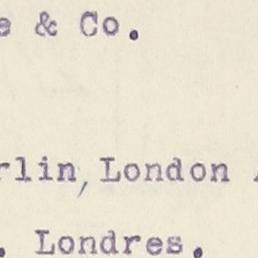 e & Co.
rlin, London
. Londres.